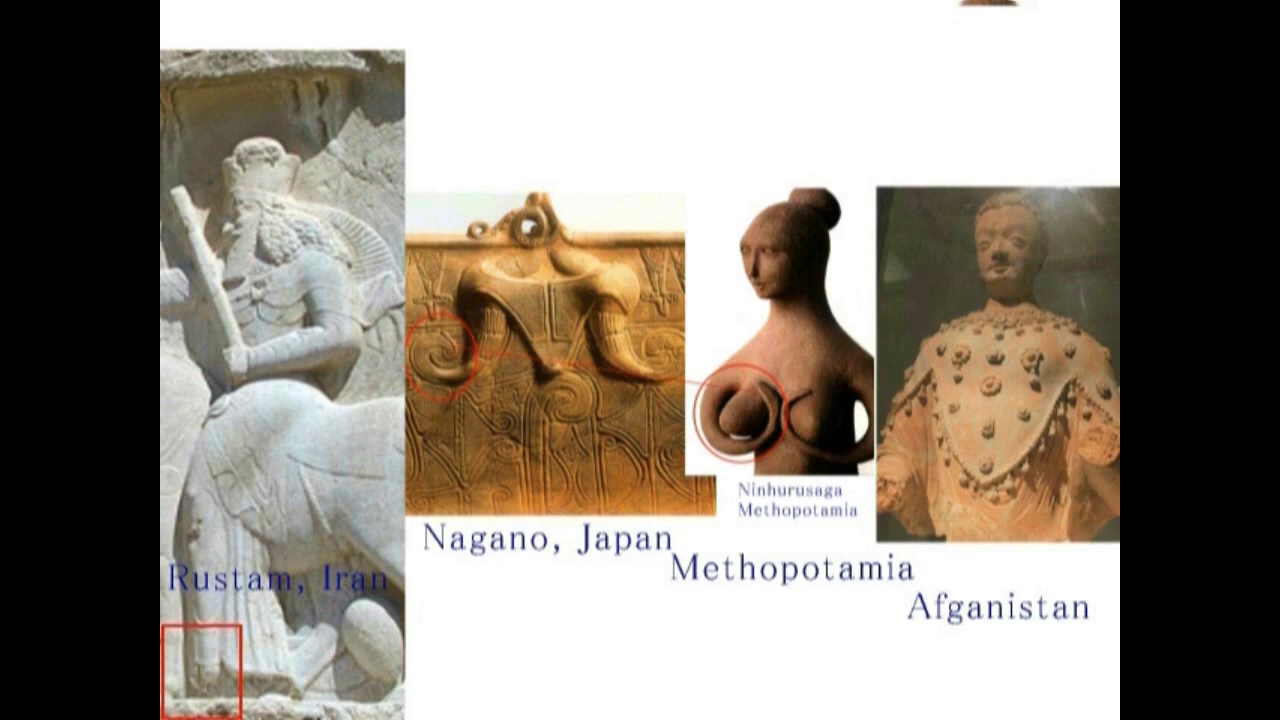 Ninhurusaga
Methopotamia
Nagano, Japan
Methopotamia
Rustam, Iran
Afganistan